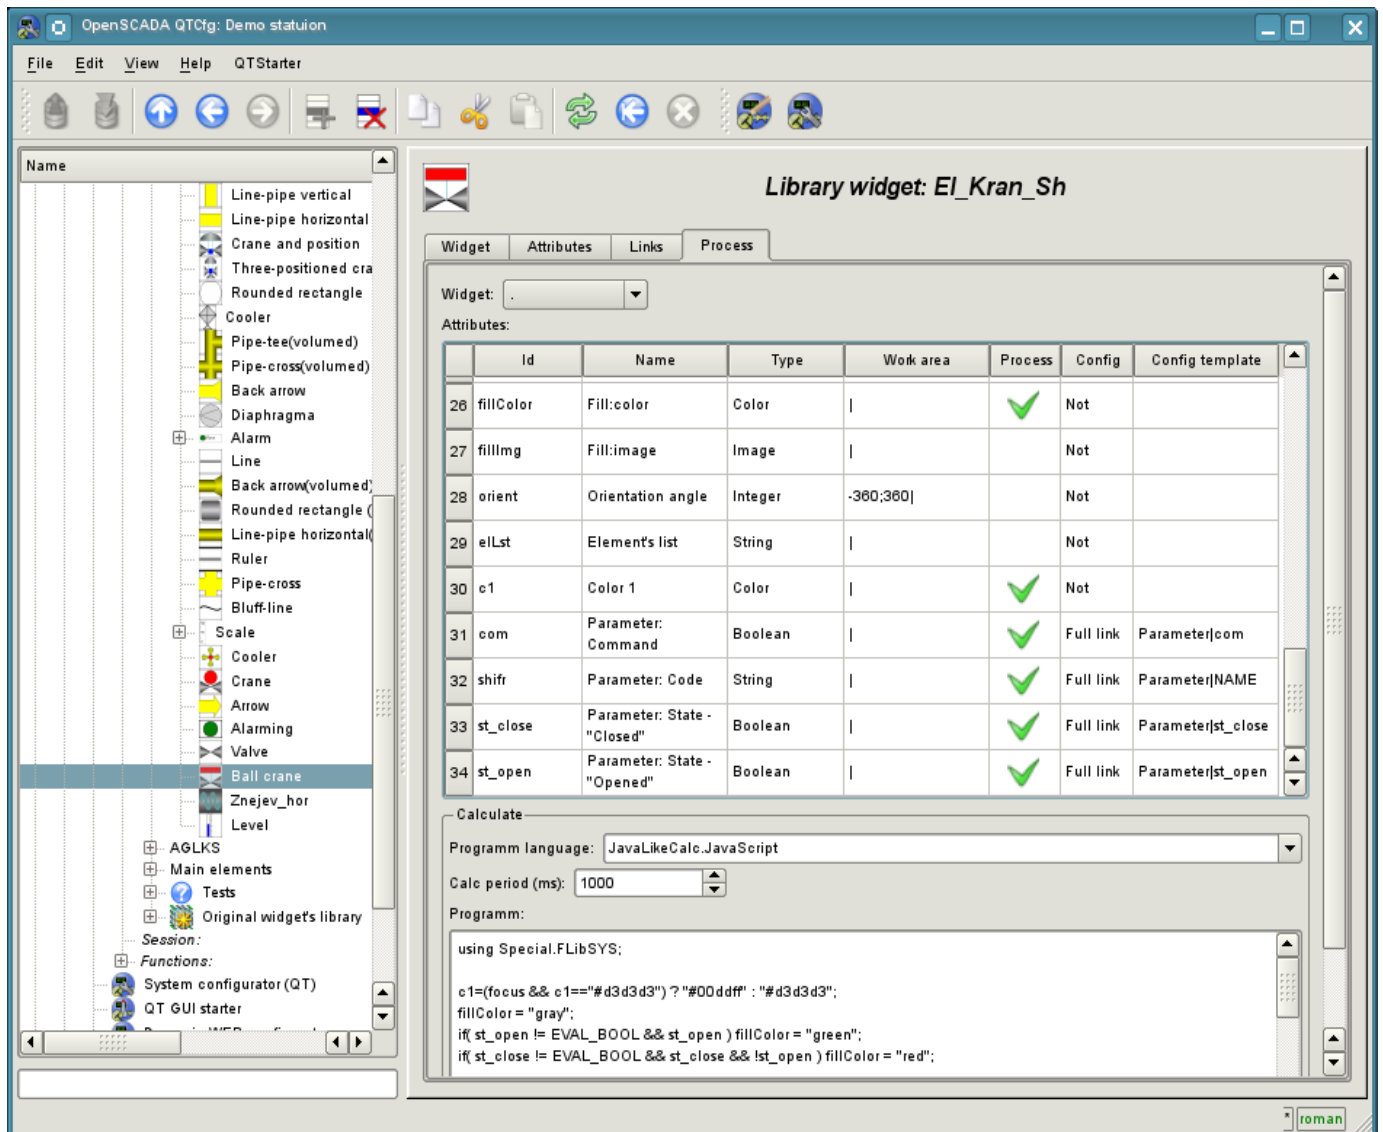 OpenSCADA QTCfg: Demo statuion
File Edit View Help QTStarter
Name
Line-pipe vertical
Line-pipe horizontal
Crane and position
Three-positioned cra
Rounded rectangle
Cooler
Pipe-tee(volumed)
Pipe-cross(volumed)
Back arrow
Diaphragma
Alarm
Line
Back arrow(volumed)
Rounded rectangle (
Line-pipe horizontal(
Ruler
Pipe-cross
Bluff-line
Scale
Cooler
Crane
Arrow
Alarming
Valve
Ball crane
Znejev_hor
Level
AGLKS
Main elements
Tests
Original widget's library
Session:
Functions:
System configurator (QT)
QT GUI starter
Library widget: El_Kran_Sh
Widget Attributes Links Process
Widget: .
Attributes:
Id Name Type Work area Process Config Config template
26 fillColor Fill:color Color | Not
27 fillImg Fill:image Image | Not
28 orient Orientation angle Integer -360;360| Not
29 elLst Element's list String | Not
30 c1 Color 1 Color | Not
31 com Parameter: Command Boolean | Full link Parameter|com
32 shifr Parameter: Code String | Full link Parameter|NAME
33 st_close Parameter: State - "Closed" Boolean | Full link Parameter|st_close
34 st_open Parameter: State - "Opened" Boolean | Full link Parameter|st_open
Calculate
Programm language: JavaLikeCalc.JavaScript
Calc period (ms): 1000
Programm:
using Special.FLibSYS;
c1=(focus && c1=="#d3d3d3") ? "#00ddff" : "#d3d3d3";
fillColor = "gray";
if( st_open != EVAL_BOOL && st_open ) fillColor = "green";
if( st_close != EVAL_BOOL && st_close && !st_open ) fillColor = "red";
* roman